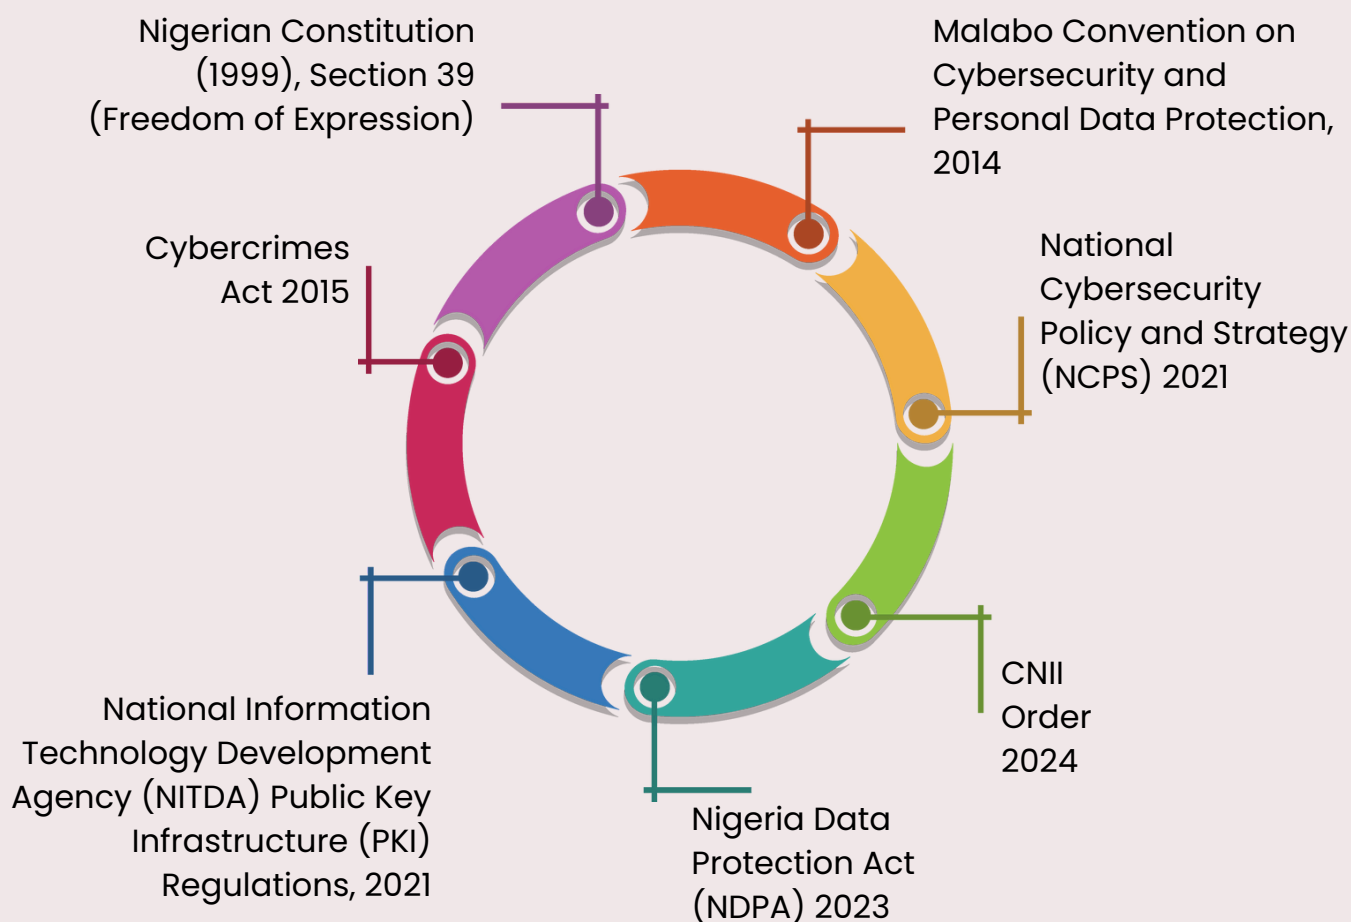 Nigerian Constitution
(1999), Section 39
(Freedom of Expression)
Malabo Convention on
Cybersecurity and
Personal Data Protection,
2014
Cybercrimes
Act 2015
National
Cybersecurity
Policy and Strategy
(NCPS) 2021
National Information
Technology Development
Agency (NITDA) Public Key
Infrastructure (PKI)
Regulations, 2021
CNII
Order
2024
Nigeria Data
Protection Act
(NDPA) 2023